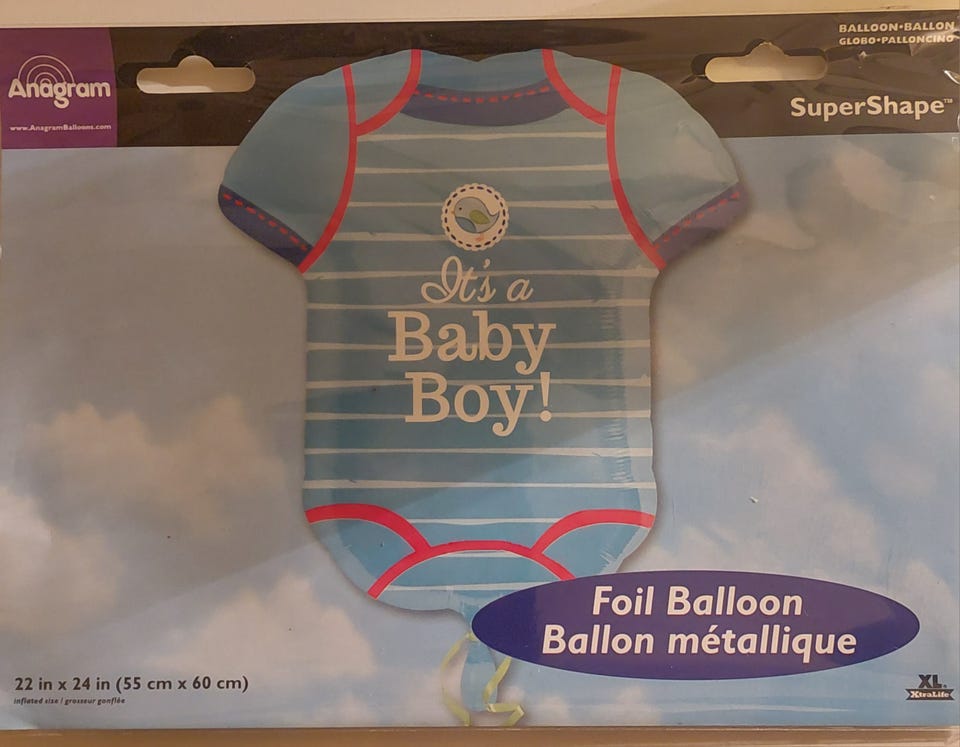 Anagram
www.AnagramBalloons.com
BALLOON•BALLON
GLOBO•PALLONCINO
SuperShape™
It's a
Baby
Boy!
Foil Balloon
Ballon métallique
22 in x 24 in (55 cm x 60 cm)
inflated size / grosseur gonflée
XL®
XtraLife